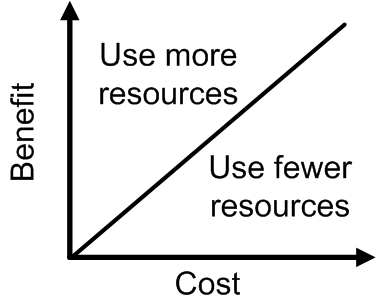 Use more
resources
Benefit
Use fewer
resources
Cost